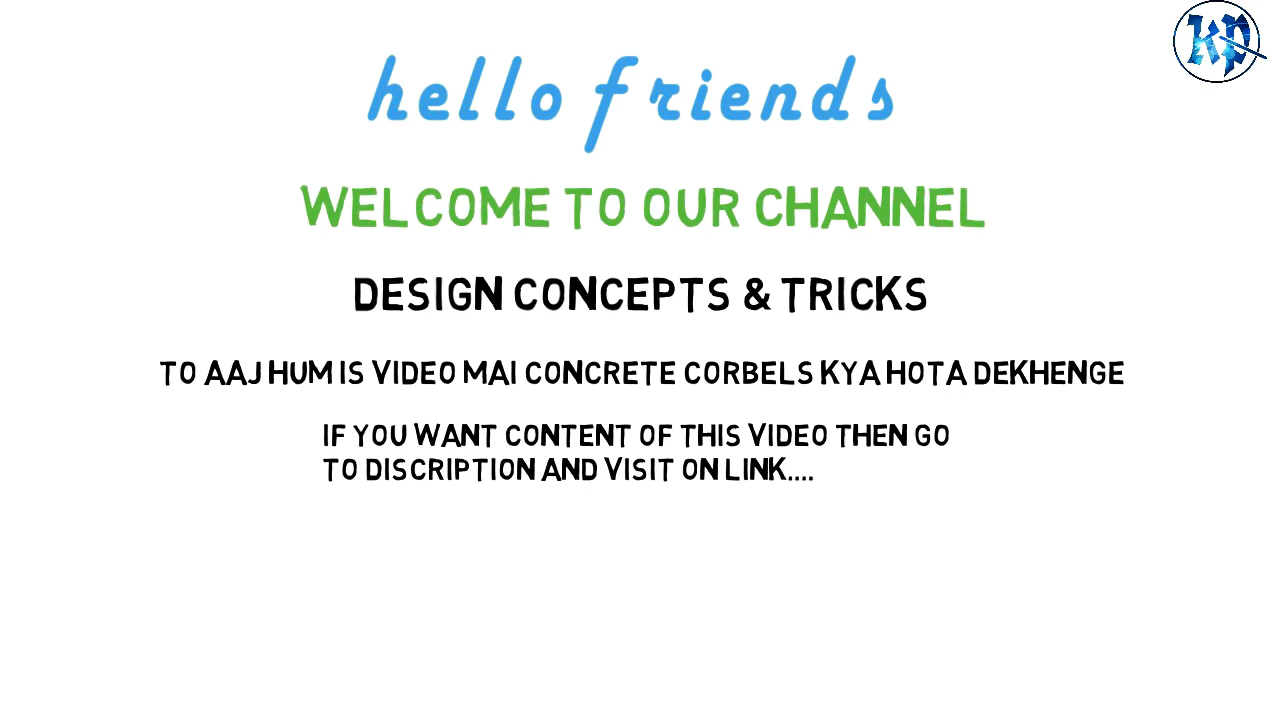 KP
hello friends
WELCOME TO OUR CHANNEL
DESIGN CONCEPTS & TRICKS
TO AAJ HUM IS VIDEO MAI CONCRETE CORBELS KYA HOTA DEKHENGE
IF YOU WANT CONTENT OF THIS VIDEO THEN GO
TO DISCRIPTION AND VISIT ON LINK....